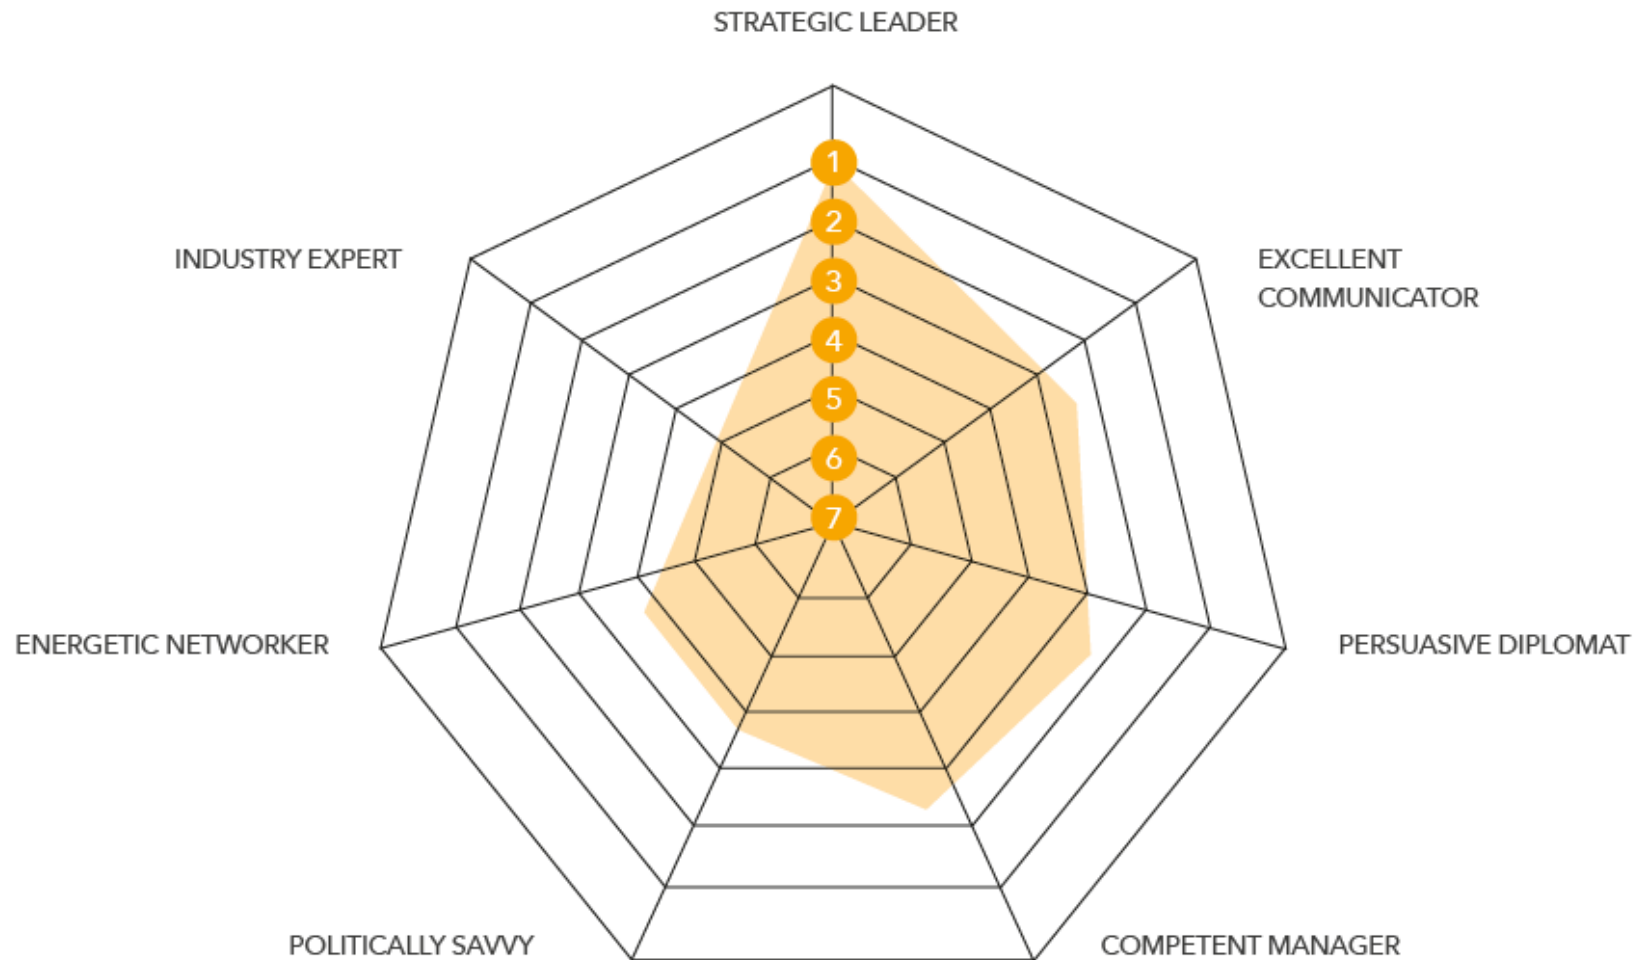 STRATEGIC LEADER
1
2
INDUSTRY EXPERT
EXCELLENT
COMMUNICATOR
3
4
5
6
7
ENERGETIC NETWORKER
PERSUASIVE DIPLOMAT
POLITICALLY SAVVY
COMPETENT MANAGER